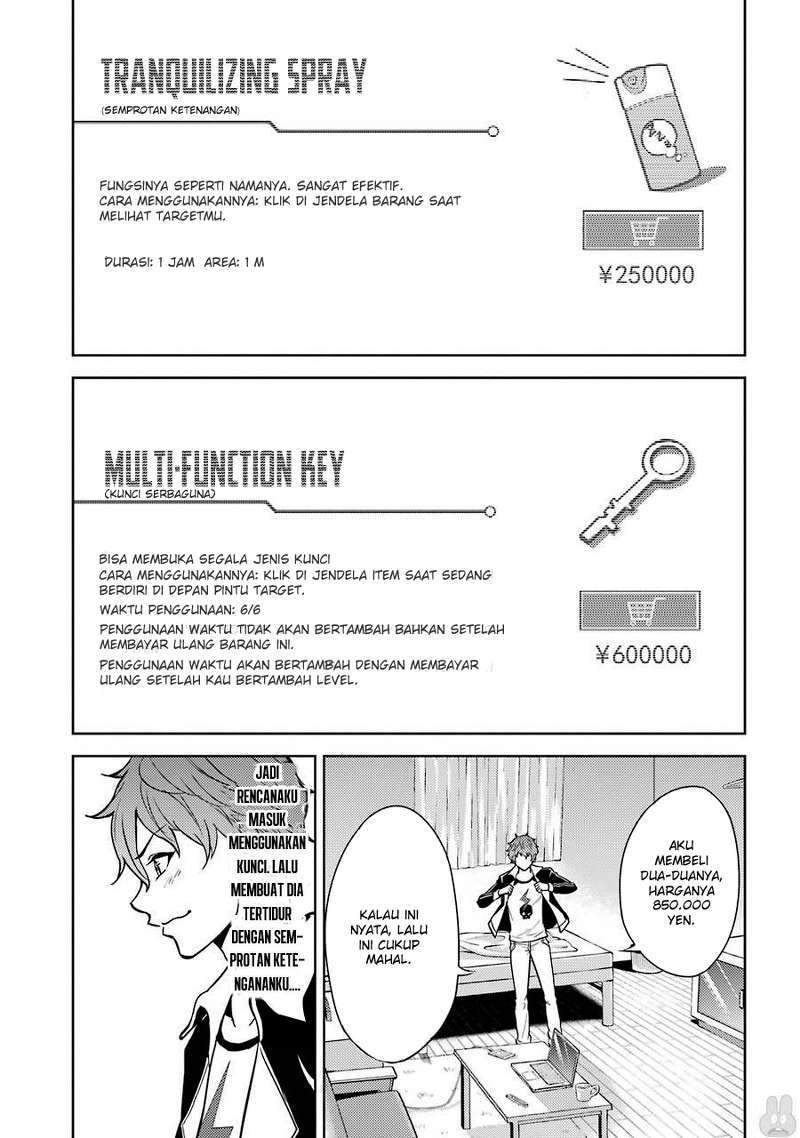 TRANQUILIZING SPRAY
(SEMPROTAN KETENANGAN)
FUNGSINYA SEPERTI NAMANYA. SANGAT EFEKTIF.
CARA MENGGUNAKANNYA: KLIK DI JENDELA BARANG SAAT
MELIHAT TARGETMU.
DURASI: 1 JAM AREA: 1 M
¥250000
MULTI-FUNCTION KEY
(KUNCI SERBAGUNA)
BISA MEMBUKA SEGALA JENIS KUNCI
CARA MENGGUNAKANNYA: KLIK DI JENDELA ITEM SAAT SEDANG
BERDIRI DI DEPAN PINTU TARGET.
WAKTU PENGGUNAAN: 6/6
PENGGUNAAN WAKTU TIDAK AKAN BERTAMBAH BAHKAN SETELAH
MEMBAYAR ULANG BARANG INI.
PENGGUNAAN WAKTU AKAN BERTAMBAH DENGAN MEMBAYAR
ULANG SETELAH KAU BERTAMBAH LEVEL.
¥600000
AKU
MEMBELI
DUA-DUANYA,
HARGANYA
850.000
YEN.
KALAU INI
NYATA, LALU
INI CUKUP
MAHAL.
JADI
RENCANAKU
MASUK
MENGGUNAKAN
KUNCI. LALU
MEMBUAT DIA
TERTIDUR
DENGAN SEM-
PROTAN KETE-
NGANANKU....